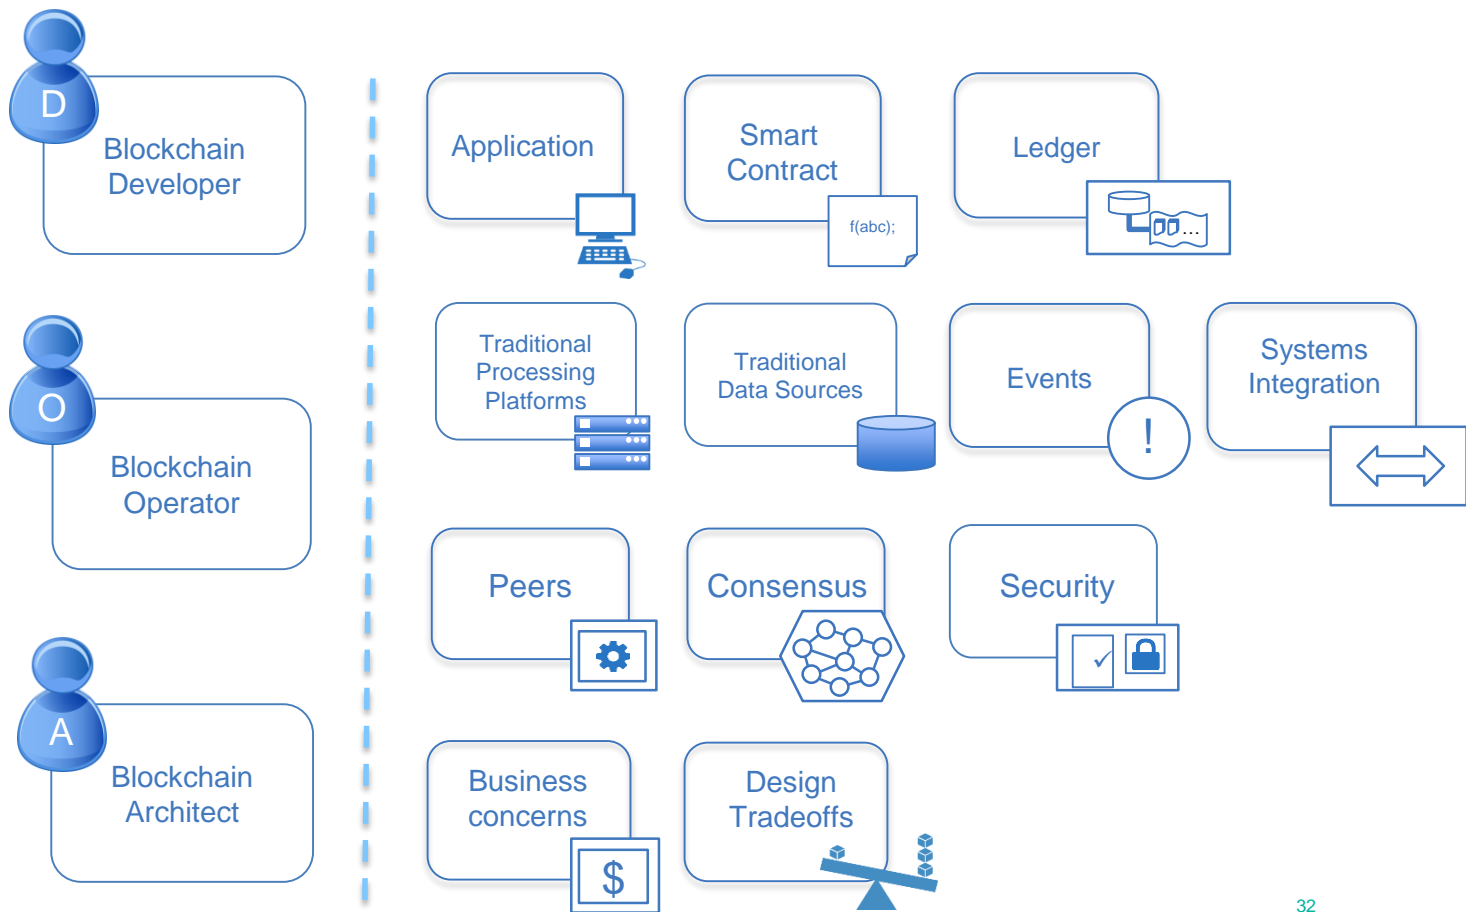 D
Blockchain
Developer
Application
Smart
Contract
f(abc);
Ledger
...
O
Blockchain
Operator
Traditional
Processing
Platforms
Traditional
Data Sources
Events
!
Systems
Integration
Peers
Consensus
Security
✓
A
Blockchain
Architect
Business
concerns
$
Design
Tradeoffs
32